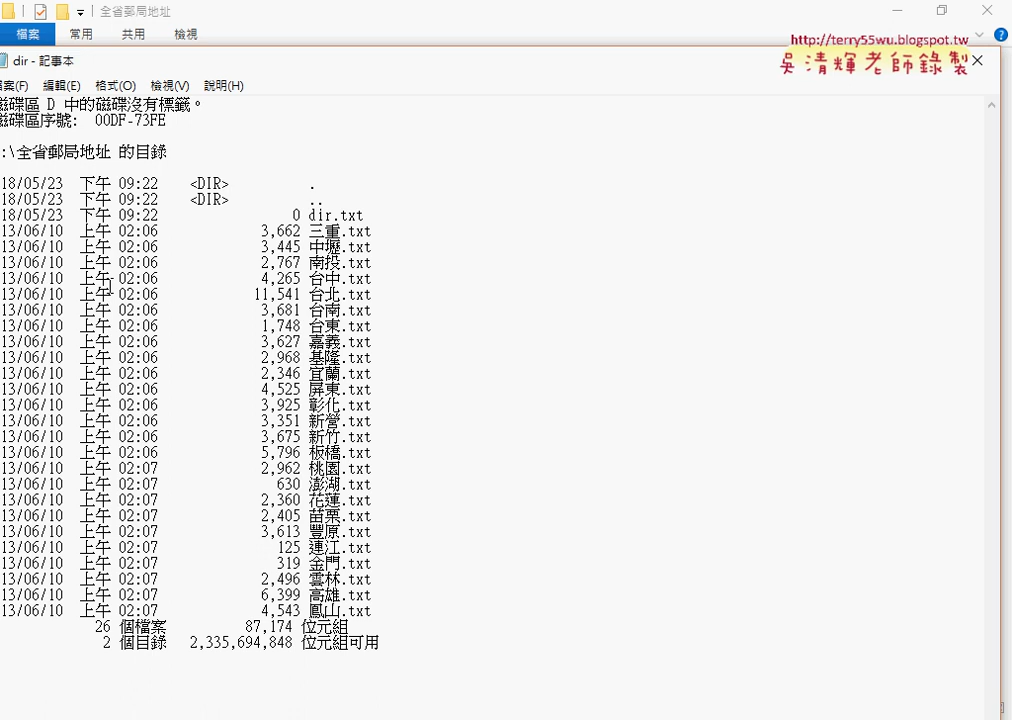 全省郵局地址
檔案 常用 共用 檢視
http://terry55wu.blogspot.tw
吳清輝老師錄製
dir - 記事本
檔案(F) 編輯(E) 格式(O) 檢視(V) 說明(H)
磁碟區 D 中的磁碟沒有標籤。
磁碟區序號: 00DF-73FE
:\全省郵局地址 的目錄
18/05/23 下午 09:22 <DIR> .
18/05/23 下午 09:22 <DIR> ..
18/05/23 下午 09:22 0 dir.txt
13/06/10 上午 02:06 3,662 三重.txt
13/06/10 上午 02:06 3,445 中壢.txt
13/06/10 上午 02:06 2,767 南投.txt
13/06/10 上午 02:06 4,265 台中.txt
13/06/10 上午 02:06 11,541 台北.txt
13/06/10 上午 02:06 3,681 台南.txt
13/06/10 上午 02:06 1,748 台東.txt
13/06/10 上午 02:06 3,627 嘉義.txt
13/06/10 上午 02:06 2,968 基隆.txt
13/06/10 上午 02:06 2,346 宜蘭.txt
13/06/10 上午 02:06 4,525 屏東.txt
13/06/10 上午 02:06 3,925 彰化.txt
13/06/10 上午 02:06 3,351 新營.txt
13/06/10 上午 02:06 3,675 新竹.txt
13/06/10 上午 02:06 5,796 板橋.txt
13/06/10 上午 02:07 2,962 桃園.txt
13/06/10 上午 02:07 630 澎湖.txt
13/06/10 上午 02:07 2,360 花蓮.txt
13/06/10 上午 02:07 2,405 苗栗.txt
13/06/10 上午 02:07 3,613 豐原.txt
13/06/10 上午 02:07 125 連江.txt
13/06/10 上午 02:07 319 金門.txt
13/06/10 上午 02:07 2,496 雲林.txt
13/06/10 上午 02:07 6,399 高雄.txt
13/06/10 上午 02:07 4,543 鳳山.txt
26 個檔案 87,174 位元組
2 個目錄 2,335,694,848 位元組可用